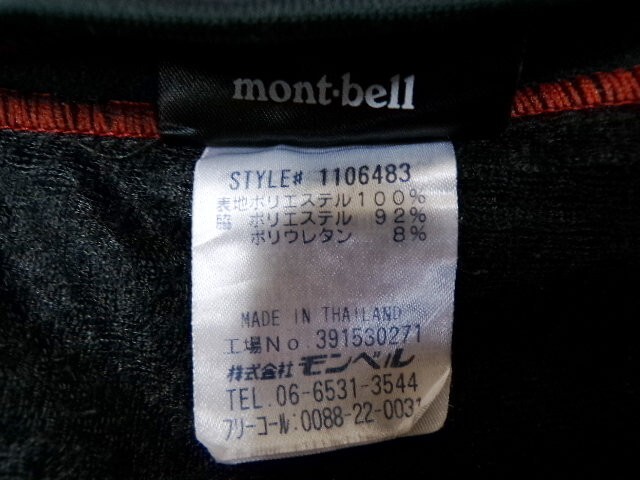 mont-bell
STYLE# 1106483
表地ポリエステル100%
脇 ポリエステル 92%
ポリウレタン 8%
MADE IN THAILAND
工場No.391530271
株式会社モンベル
TEL.06-6531-3544
フリーコール:0088-22-0031